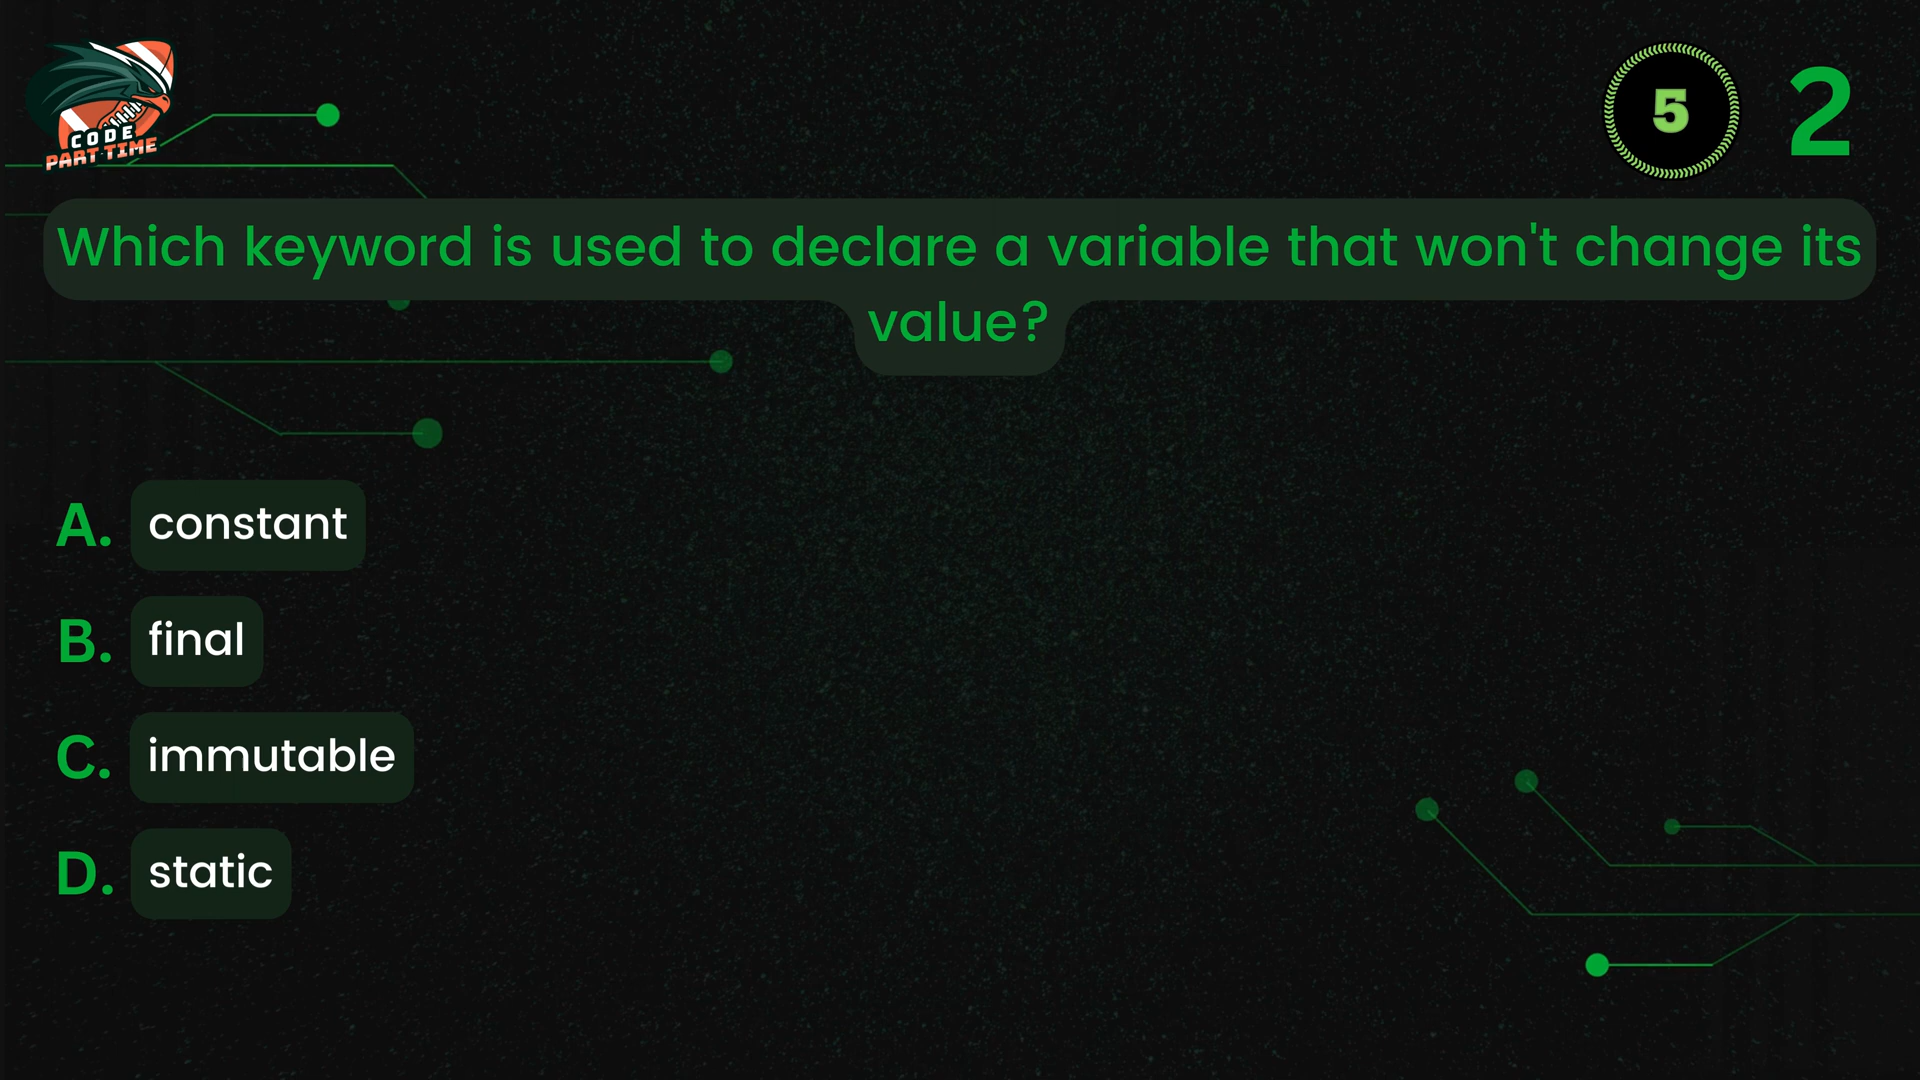 CODE
PART TIME
5
2
Which keyword is used to declare a variable that won't change its
value?
A. constant
B. final
C. immutable
D. static